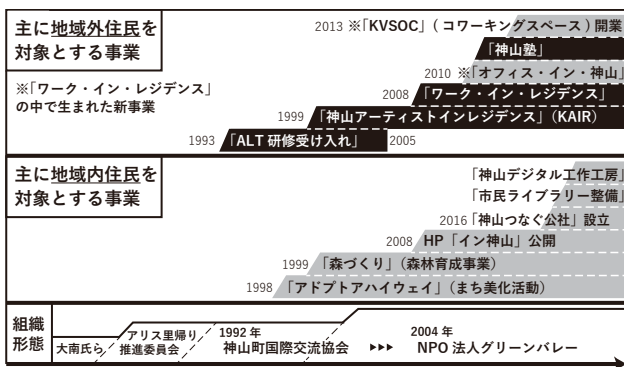 主に地域外住民を
対象とする事業
※「ワーク・イン・レジデンス」
の中で生まれた新事業
2013 ※「KVSOC」( コワーキングスペース ) 開業
「神山塾」
2010 ※「オフィス・イン・神山」
2008 「ワーク・イン・レジデンス」
1999 「神山アーティストインレジデンス」(KAIR)
1993 「ALT 研修受け入れ」 2005
主に地域内住民を
対象とする事業
「神山デジタル工作工房」
「市民ライブラリー整備」
2016 「神山つなぐ公社」設立
2008 HP「イン神山」公開
1999 「森づくり」(森林育成事業)
1998 「アドプトアハイウェイ」(まち美化活動)
組織
形態
大南氏ら
アリス里帰り
推進委員会
1992 年
神山町国際交流協会
▸▸▸
2004 年
NPO 法人グリーンバレー